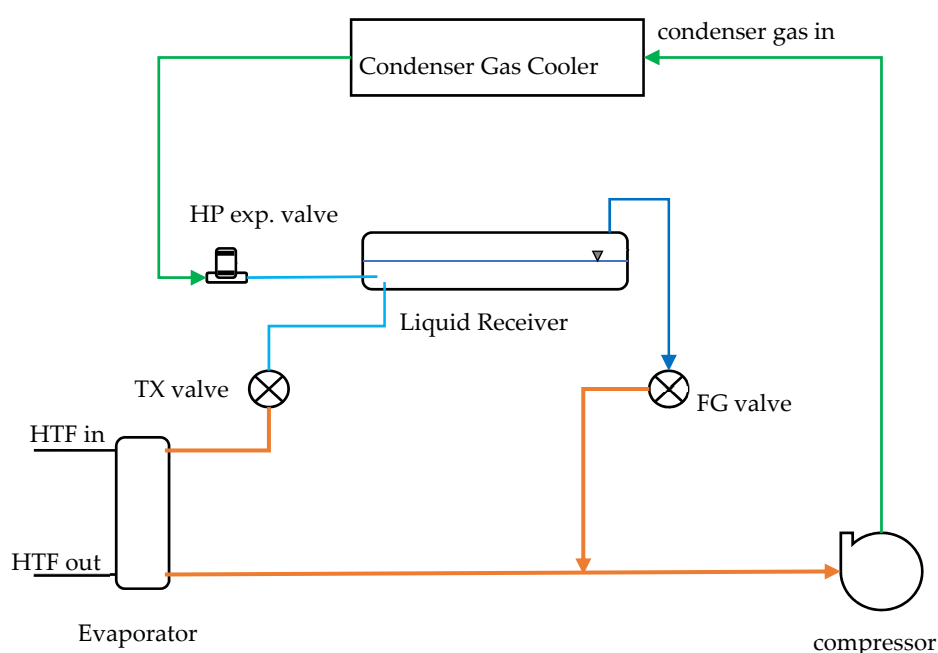 condenser gas in
Condenser Gas Cooler
HP exp. valve
Liquid Receiver
TX valve
FG valve
HTF in
HTF out
Evaporator
compressor